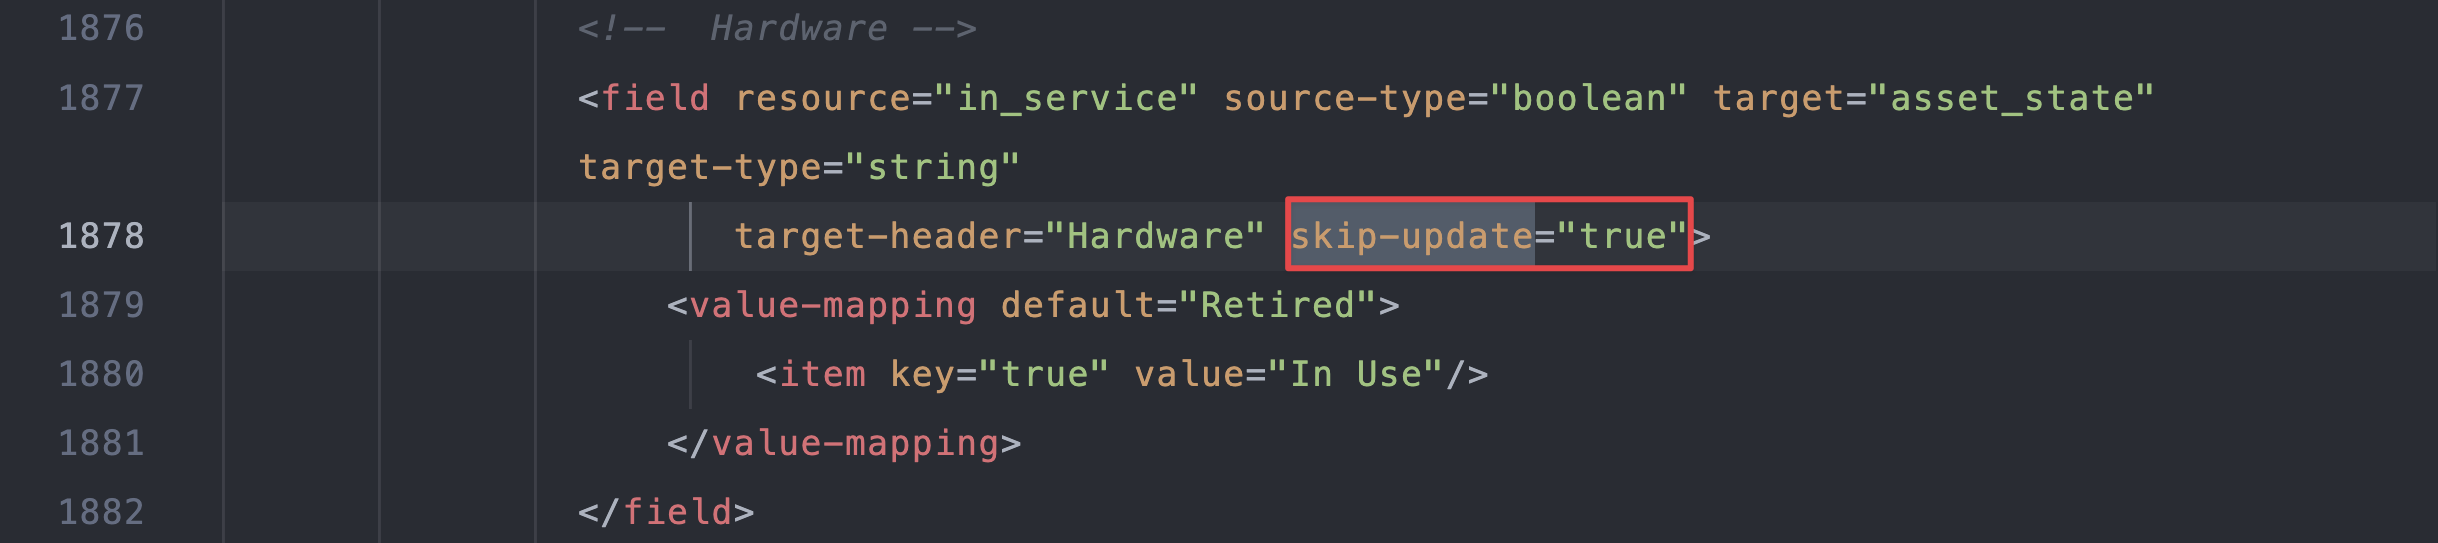 1876 <!--  Hardware -->
1877 <field resource="in_service" source-type="boolean" target="asset_state"
target-type="string"
1878 target-header="Hardware" skip-update="true">
1879 <value-mapping default="Retired">
1880 <item key="true" value="In Use"/>
1881 </value-mapping>
1882 </field>